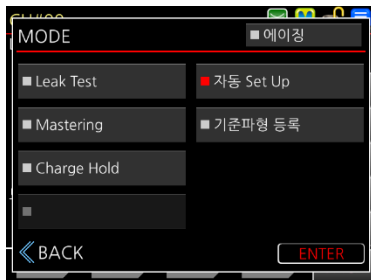 MODE
에이징
Leak Test
자동 Set Up
Mastering
기준파형 등록
Charge Hold
BACK
ENTER